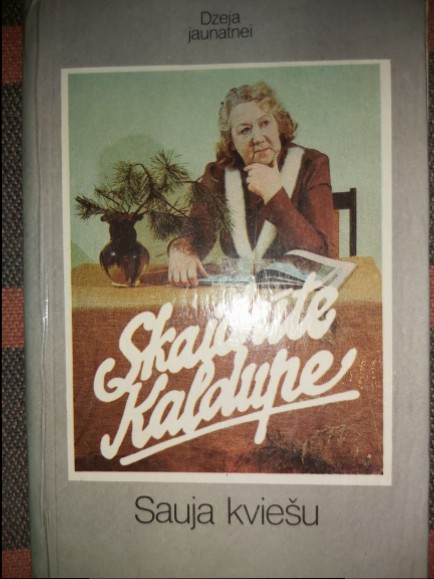 Dzeja
jaunatnei
Skaidrīte
Kaldupe
Sauja kviešu